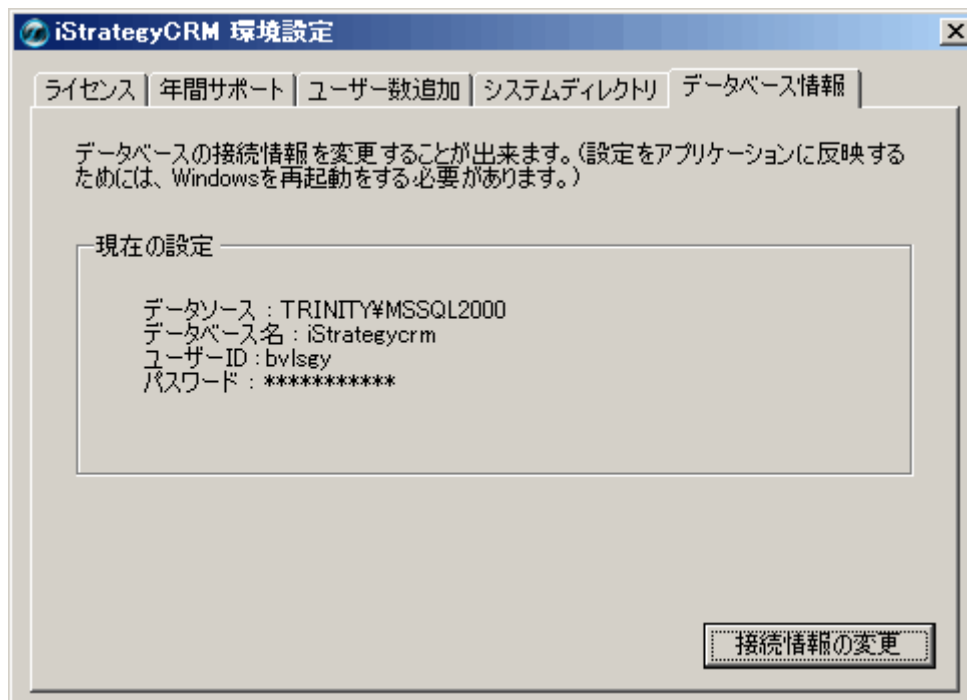 iStrategyCRM 環境設定
ライセンス 年間サポート ユーザー数追加 システムディレクトリ データベース情報
データベースの接続情報を変更することが出来ます。(設定をアプリケーションに反映する
ためには、Windowsを再起動をする必要があります。)
現在の設定
データソース : TRINITY¥MSSQL2000
データベース名 : iStrategycrm
ユーザーID : bvlsgy
パスワード : ***********
接続情報の変更